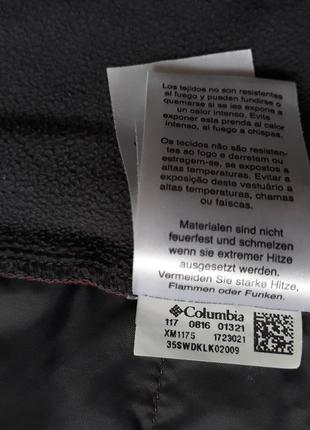 Los tejidos no son resistentes
al fuego y pueden fundirse o
quemarse si se les expone a
un calor intenso. Evite
exponer esta prenda al calor
intenso, al fuego a chispas.
Os tecidos não são resisten-
tes ao fogo e derretem ou
estragem-se, se expostos a
altas temperaturas. Evitar a
exposição deste vestuário a
altas temperaturas, chamas
ou faíscas.
Materialen sind nicht
feuerfest und schmelzen
wenn sie extremer Hitze
ausgesetzt werden.
Vermeiden Sie starke Hitze,
Flammen oder Funken.
Columbia
117 0816 01321
XM1175 1723021
35SWDKLK02009